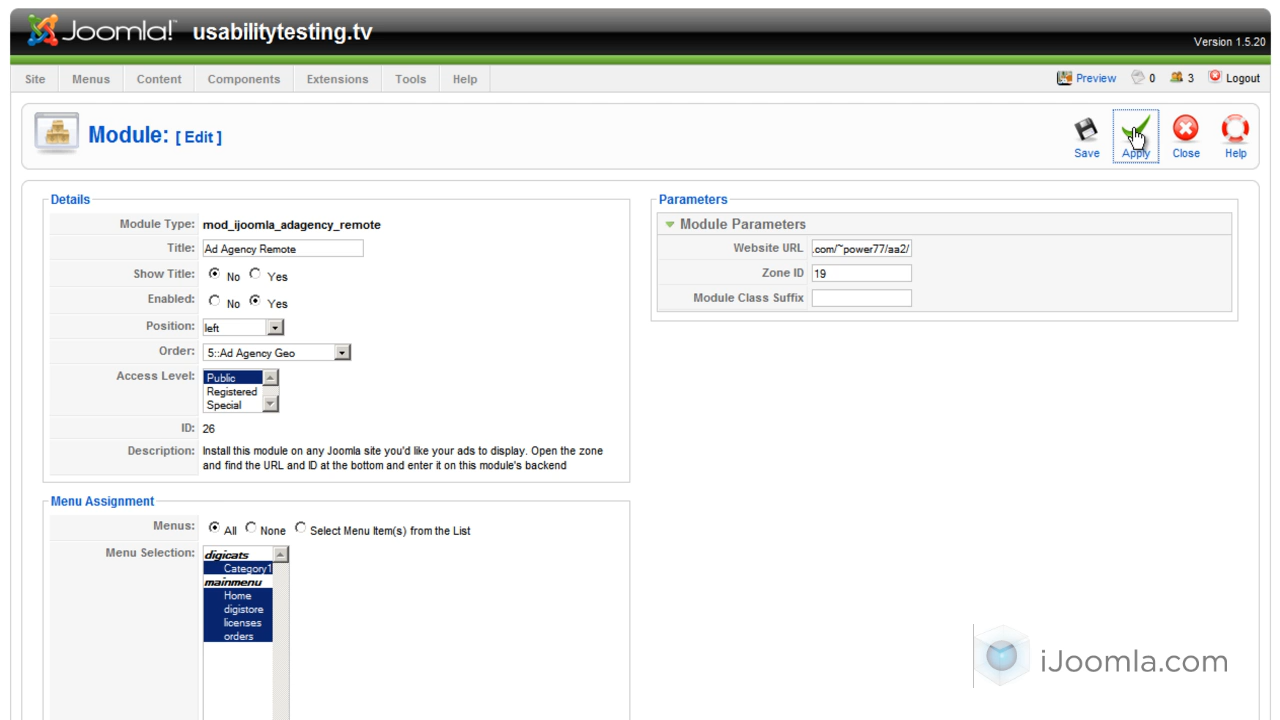 Joomla! usabilitytesting.tv
Version 1.5.20
Site Menus Content Components Extensions Tools Help Preview 0 3 Logout
Module: [ Edit ]
Save Apply Close Help
Details
Module Type: mod_ijoomla_adagency_remote
Title: Ad Agency Remote
Show Title: No Yes
Enabled: No Yes
Position: left
Order: 5::Ad Agency Geo
Access Level: Public
Registered
Special
ID: 26
Description: Install this module on any Joomla site you'd like your ads to display. Open the zone
and find the URL and ID at the bottom and enter it on this module's backend
Parameters
Module Parameters
Website URL .com/~power77/aa2/
Zone ID 19
Module Class Suffix
Menu Assignment
Menus: All None Select Menu Item(s) from the List
Menu Selection: digicats
Category1
mainmenu
Home
digistore
licenses
orders
iJoomla.com